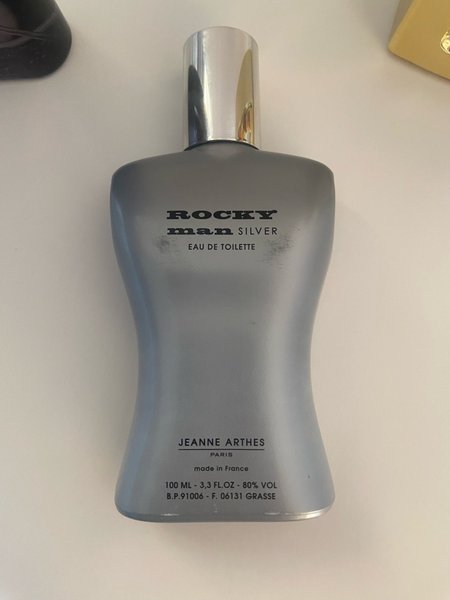 ROCKY
man SILVER
EAU DE TOILETTE
JEANNE ARTHES
PARIS
made in France
100 ML - 3,3 FL.OZ - 80% VOL
B.P.91006 - F. 06131 GRASSE